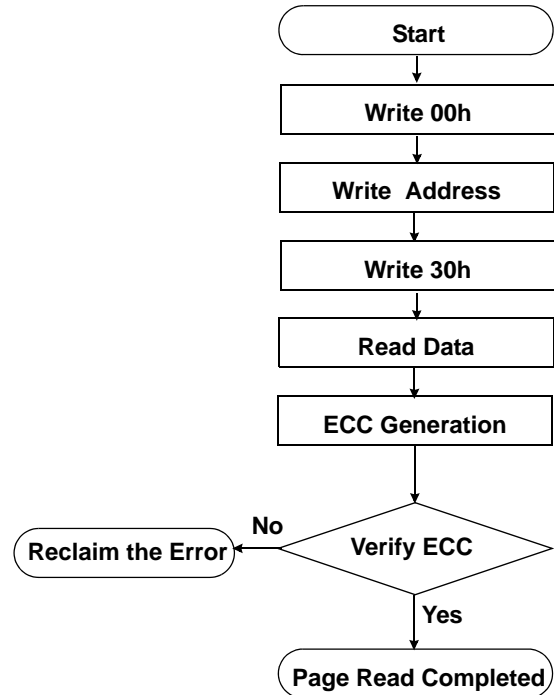 Start
Write 00h
Write Address
Write 30h
Read Data
ECC Generation
No
Reclaim the Error
Verify ECC
Yes
Page Read Completed